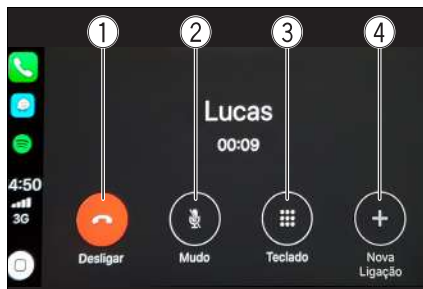 1 2 3 4
Lucas
00:09
4:50
3G
Desligar Mudo Teclado Nova
Ligação